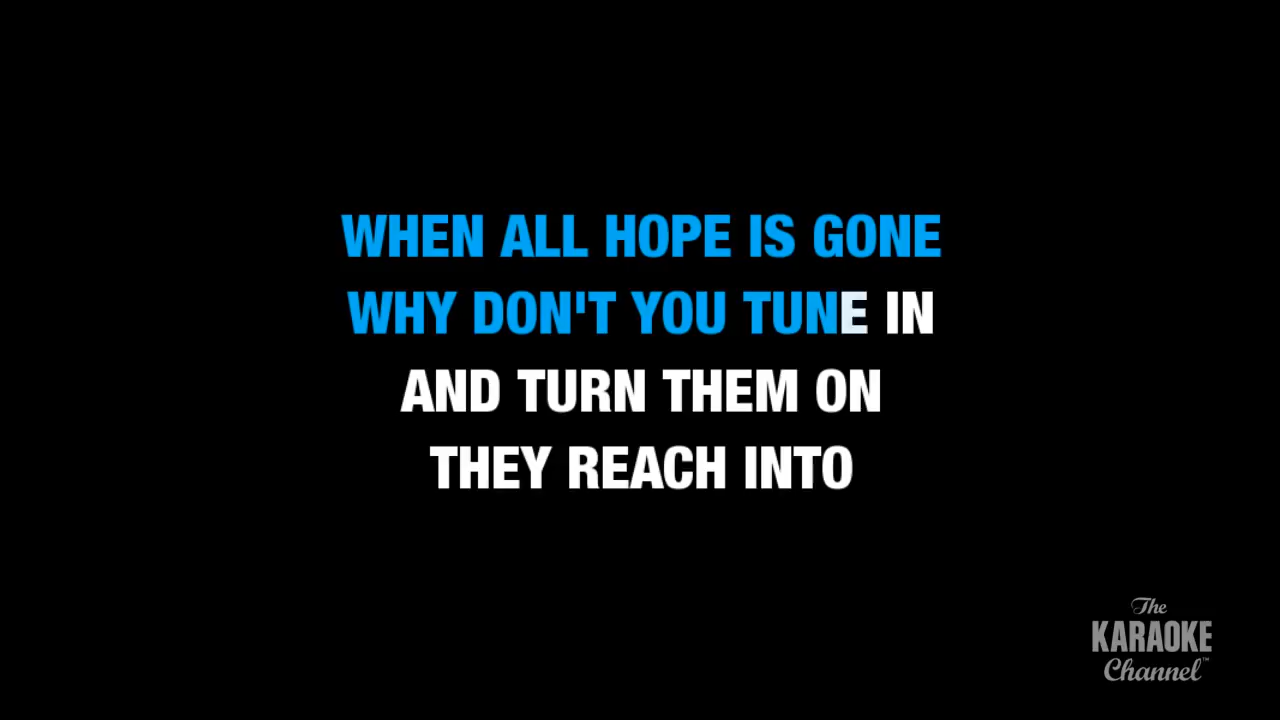 WHEN ALL HOPE IS GONE
WHY DON'T YOU TUNE IN
AND TURN THEM ON
THEY REACH INTO
The
KARAOKE
Channel™